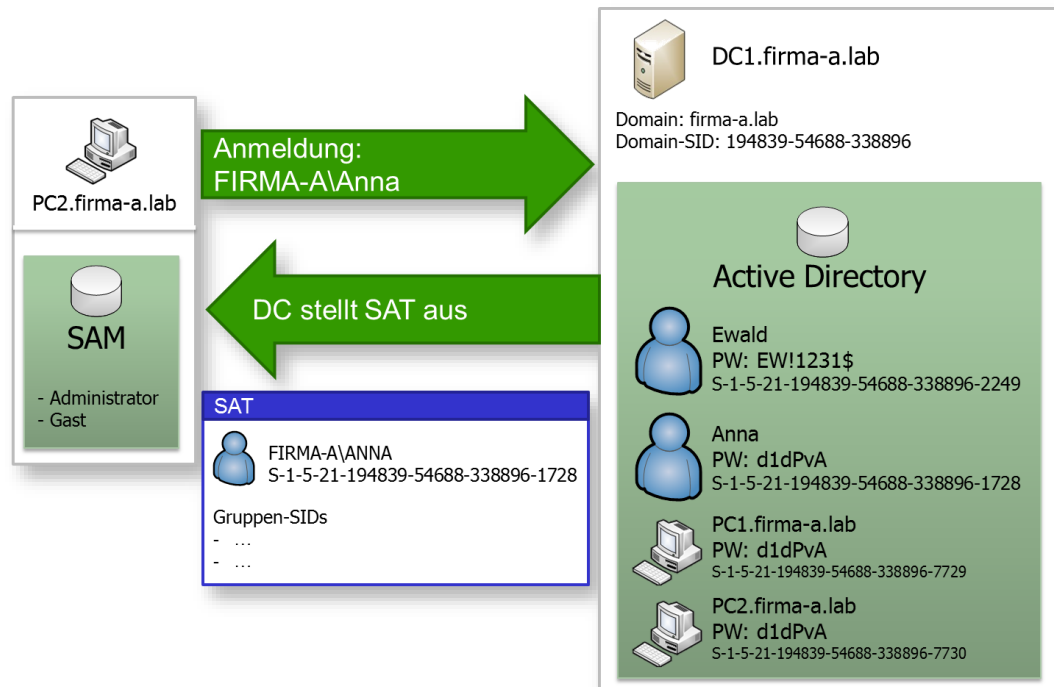 PC2.firma-a.lab
SAM
- Administrator
- Gast
Anmeldung:
FIRMA-A\Anna
DC stellt SAT aus
SAT
FIRMA-A\ANNA
S-1-5-21-194839-54688-338896-1728
Gruppen-SIDs
- ...
- ...
DC1.firma-a.lab
Domain: firma-a.lab
Domain-SID: 194839-54688-338896
Active Directory
Ewald
PW: EW!1231$
S-1-5-21-194839-54688-338896-2249
Anna
PW: d1dPvA
S-1-5-21-194839-54688-338896-1728
PC1.firma-a.lab
PW: d1dPvA
S-1-5-21-194839-54688-338896-7729
PC2.firma-a.lab
PW: d1dPvA
S-1-5-21-194839-54688-338896-7730